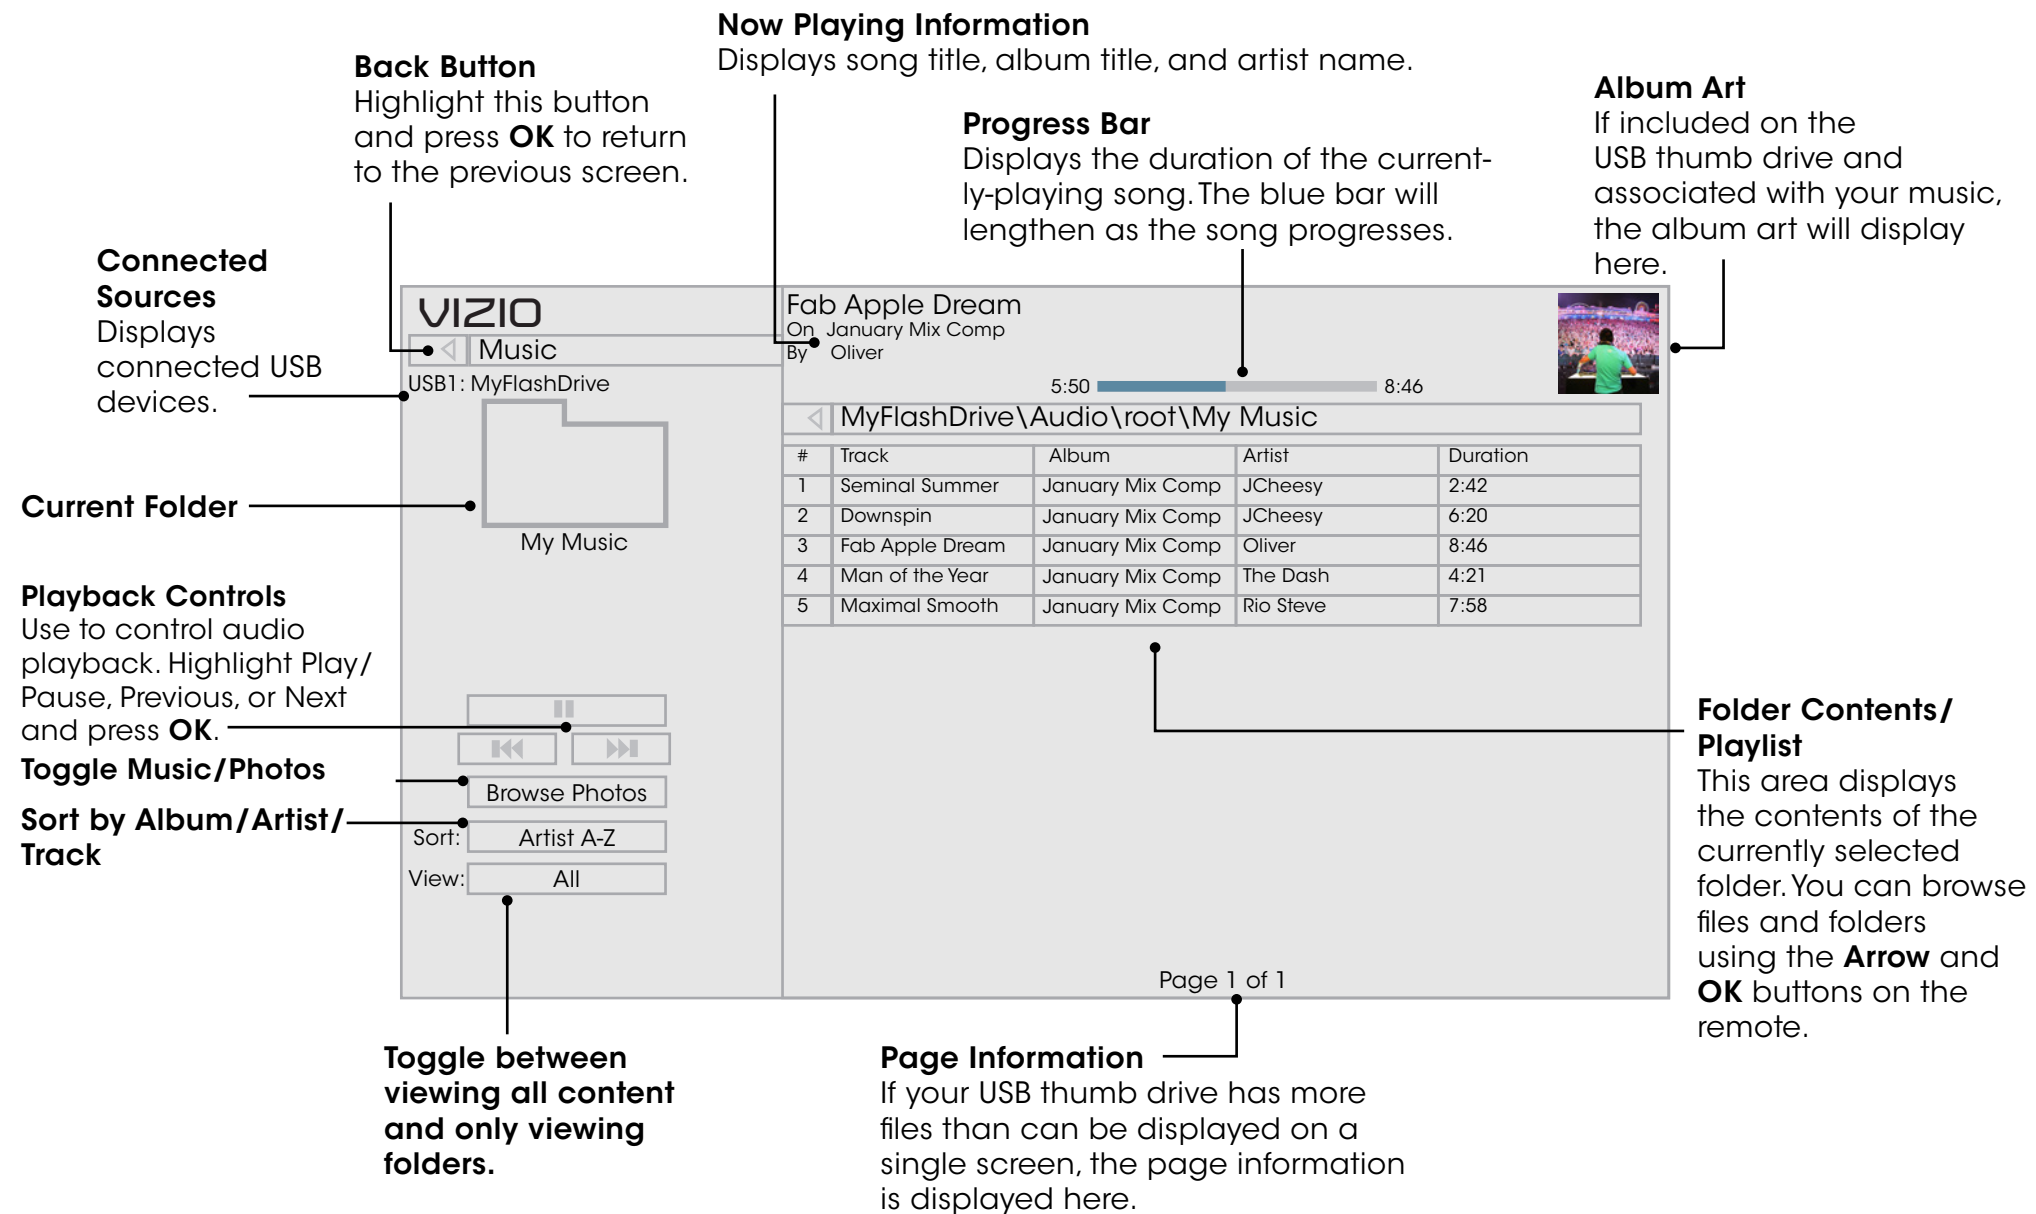 Now Playing Information
Displays song title, album title, and artist name.
Back Button
Highlight this button
and press OK to return
to the previous screen.
Progress Bar
Displays the duration of the current-
ly-playing song. The blue bar will
lengthen as the song progresses.
Album Art
If included on the
USB thumb drive and
associated with your music,
the album art will display
here.
Connected
Sources
Displays
connected USB
devices.
Current Folder
Playback Controls
Use to control audio
playback. Highlight Play/
Pause, Previous, or Next
and press OK.
Toggle Music/Photos
Sort by Album/Artist/
Track
VIZIO
Music
USB1: MyFlashDrive
My Music
Browse Photos
Sort: Artist A-Z
View: All
Fab Apple Dream
On January Mix Comp
By Oliver
5:50 8:46
MyFlashDrive\Audio\root\My Music
# Track Album Artist Duration
1 Seminal Summer January Mix Comp JCheesy 2:42
2 Downspin January Mix Comp JCheesy 6:20
3 Fab Apple Dream January Mix Comp Oliver 8:46
4 Man of the Year January Mix Comp The Dash 4:21
5 Maximal Smooth January Mix Comp Rio Steve 7:58
Page 1 of 1
Folder Contents/
Playlist
This area displays
the contents of the
currently selected
folder. You can browse
files and folders
using the Arrow and
OK buttons on the
remote.
Toggle between
viewing all content
and only viewing
folders.
Page Information
If your USB thumb drive has more
files than can be displayed on a
single screen, the page information
is displayed here.